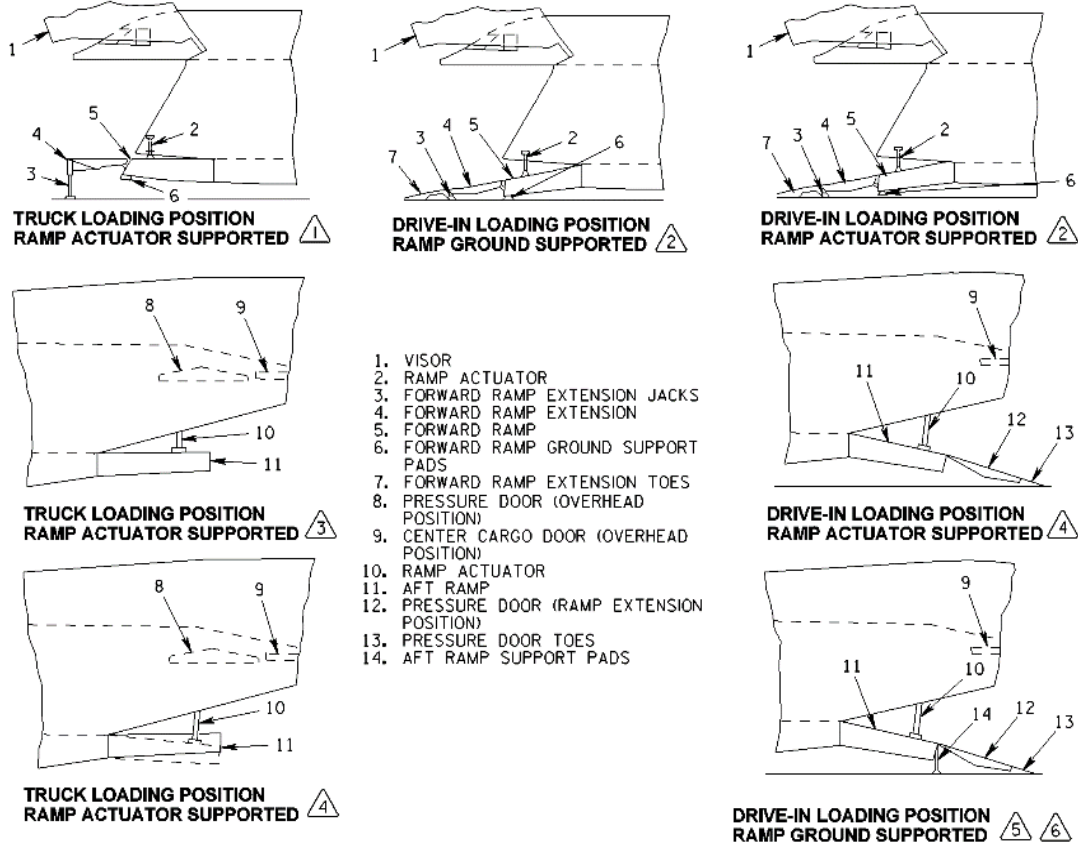 1
5
2
4
3
6
TRUCK LOADING POSITION
RAMP ACTUATOR SUPPORTED 1
1
5
2
4
3
6
7
DRIVE-IN LOADING POSITION
RAMP GROUND SUPPORTED 2
1
5
2
4
3
7
6
DRIVE-IN LOADING POSITION
RAMP ACTUATOR SUPPORTED 2
8
9
10
11
TRUCK LOADING POSITION
RAMP ACTUATOR SUPPORTED 3
1. VISOR
2. RAMP ACTUATOR
3. FORWARD RAMP EXTENSION JACKS
4. FORWARD RAMP EXTENSION
5. FORWARD RAMP
6. FORWARD RAMP GROUND SUPPORT
PADS
7. FORWARD RAMP EXTENSION TOES
8. PRESSURE DOOR (OVERHEAD
POSITION)
9. CENTER CARGO DOOR (OVERHEAD
POSITION)
10. RAMP ACTUATOR
11. AFT RAMP
12. PRESSURE DOOR (RAMP EXTENSION
POSITION)
13. PRESSURE DOOR TOES
14. AFT RAMP SUPPORT PADS
9
11
10
12
13
DRIVE-IN LOADING POSITION
RAMP ACTUATOR SUPPORTED 4
8
9
10
11
TRUCK LOADING POSITION
RAMP ACTUATOR SUPPORTED 4
9
11
10
14
12
13
DRIVE-IN LOADING POSITION
RAMP GROUND SUPPORTED 5 6